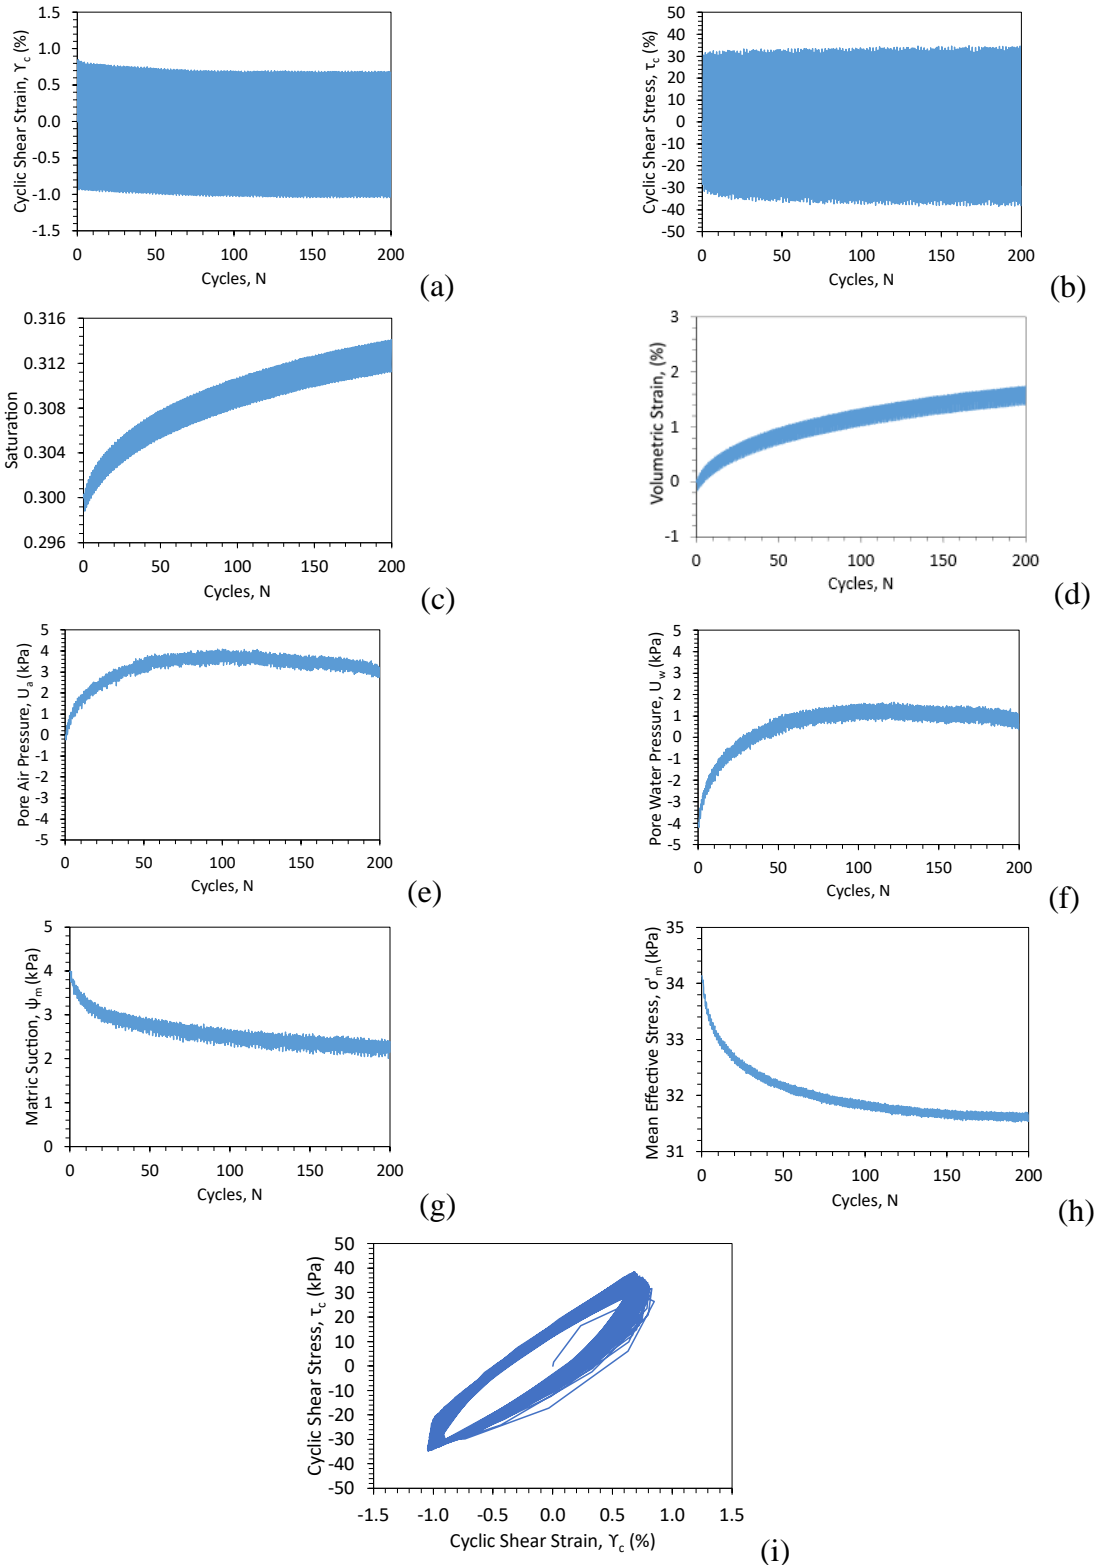 Cyclic Shear Strain, ϒ_c (%)
1.5
1.0
0.5
0.0
-0.5
-1.0
-1.5
0 50 100 150 200
Cycles, N
(a)
Cyclic Shear Stress, τ_c (%)
50
40
30
20
10
0
-10
-20
-30
-40
-50
0 50 100 150 200
Cycles, N
(b)
Saturation
0.316
0.312
0.308
0.304
0.300
0.296
0 50 100 150 200
Cycles, N
(c)
Volumetric Strain, (%)
3
2
1
0
-1
0 50 100 150 200
Cycles, N
(d)
Pore Air Pressure, U_a (kPa)
5
4
3
2
1
0
-1
-2
-3
-4
-5
0 50 100 150 200
Cycles, N
(e)
Pore Water Pressure, U_w (kPa)
5
4
3
2
1
0
-1
-2
-3
-4
-5
0 50 100 150 200
Cycles, N
(f)
Matric Suction, ψ_m (kPa)
5
4
3
2
1
0
0 50 100 150 200
Cycles, N
(g)
Mean Effective Stress, σ'_m (kPa)
35
34
33
32
31
0 50 100 150 200
Cycles, N
(h)
Cyclic Shear Stress, τ_c (kPa)
50
40
30
20
10
0
-10
-20
-30
-40
-50
-1.5 -1.0 -0.5 0.0 0.5 1.0 1.5
Cyclic Shear Strain, ϒ_c (%)
(i)